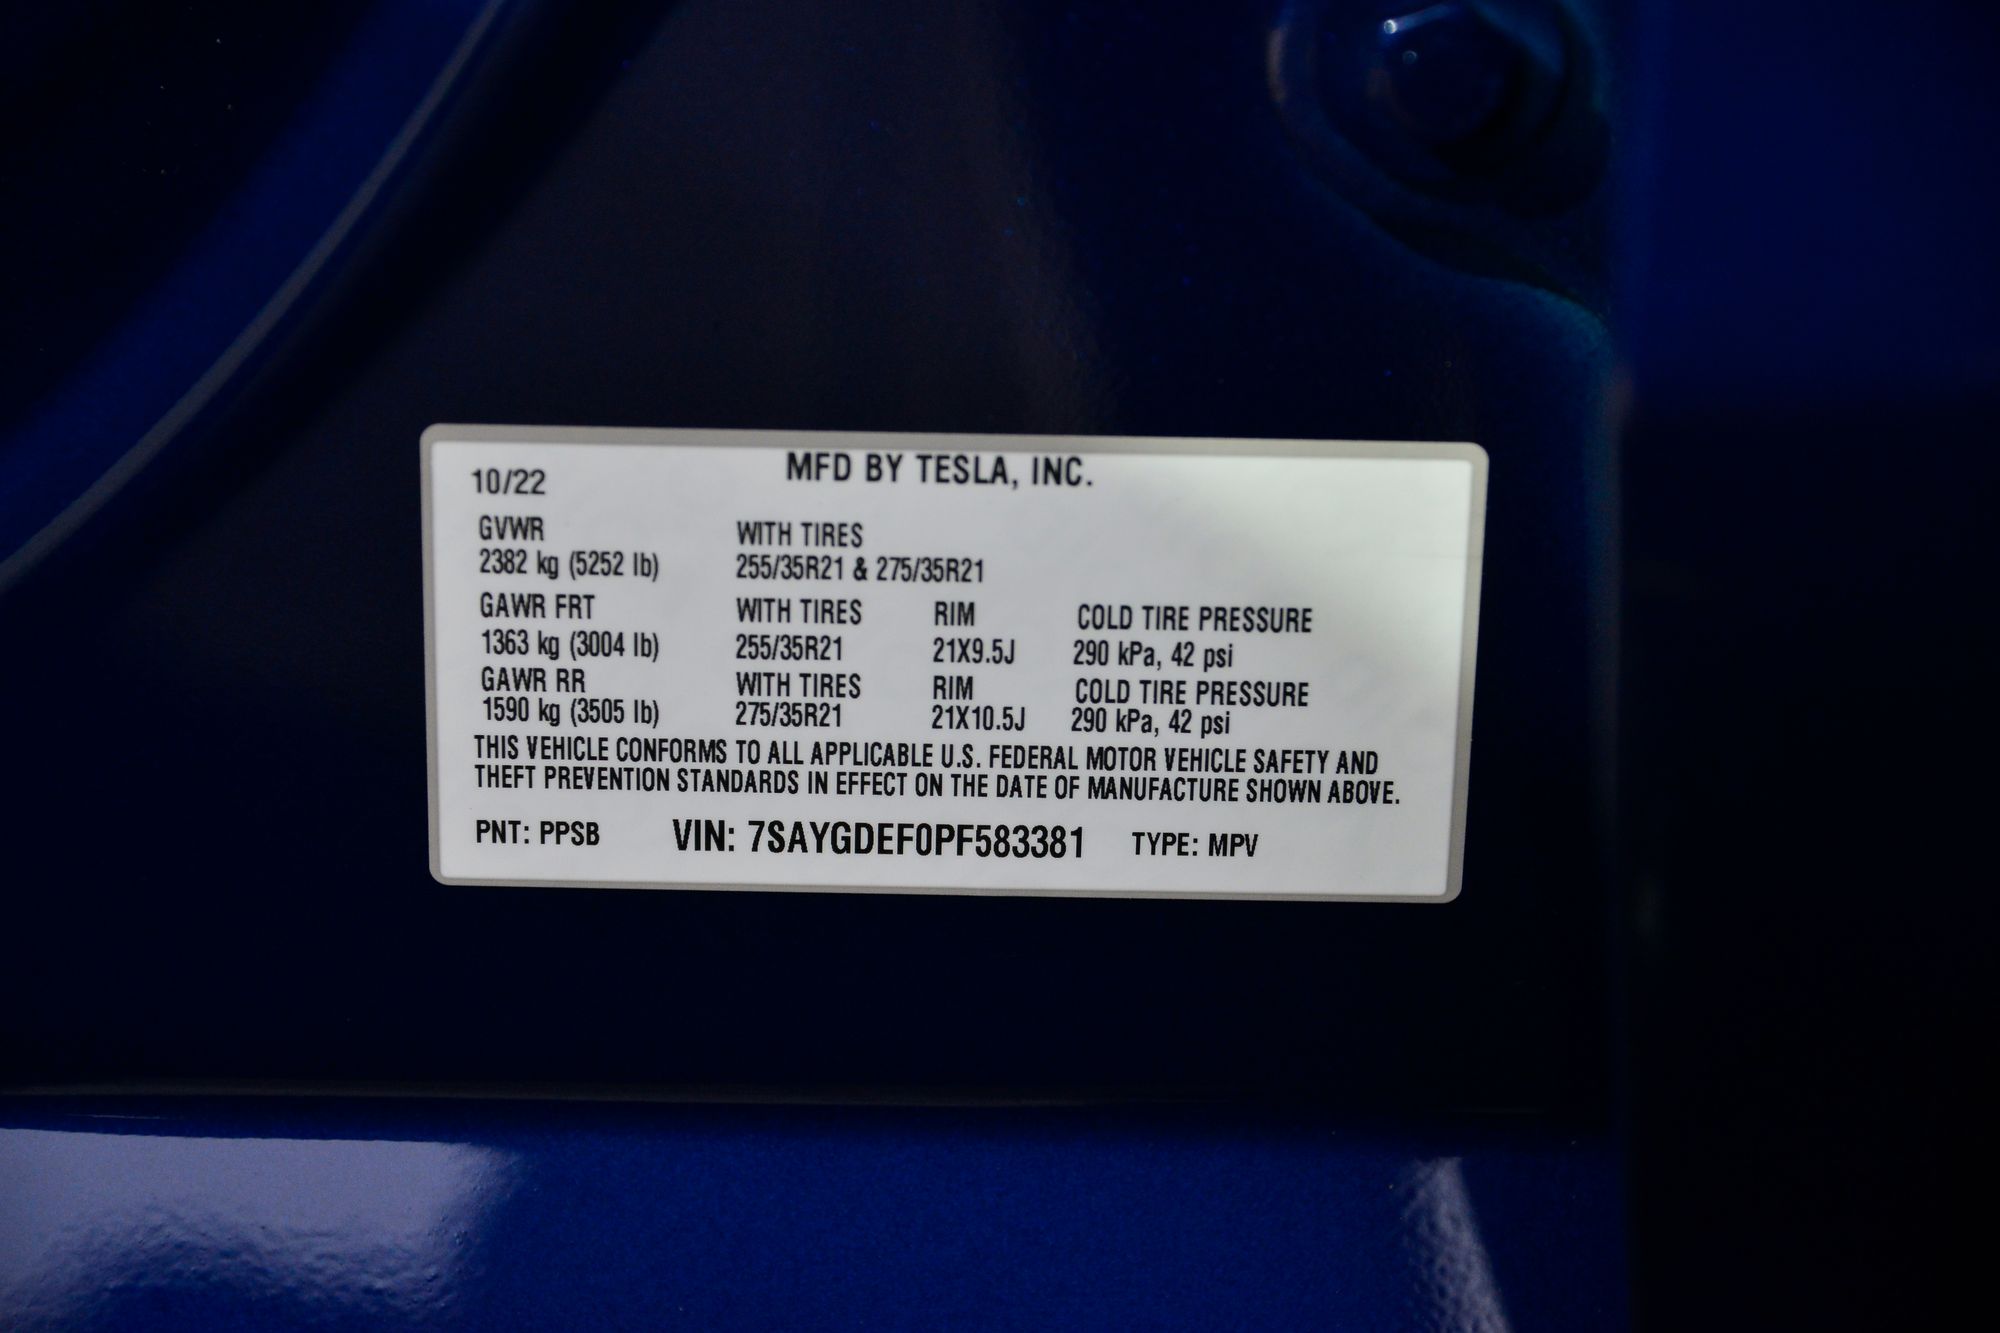 MFD BY TESLA, INC.
10/22
GVWR WITH TIRES
2382 kg (5252 lb) 255/35R21 & 275/35R21
GAWR FRT WITH TIRES RIM COLD TIRE PRESSURE
1363 kg (3004 lb) 255/35R21 21X9.5J 290 kPa, 42 psi
GAWR RR WITH TIRES RIM COLD TIRE PRESSURE
1590 kg (3505 lb) 275/35R21 21X10.5J 290 kPa, 42 psi
THIS VEHICLE CONFORMS TO ALL APPLICABLE U.S. FEDERAL MOTOR VEHICLE SAFETY AND
THEFT PREVENTION STANDARDS IN EFFECT ON THE DATE OF MANUFACTURE SHOWN ABOVE.
PNT: PPSB VIN: 7SAYGDEF0PF583381 TYPE: MPV